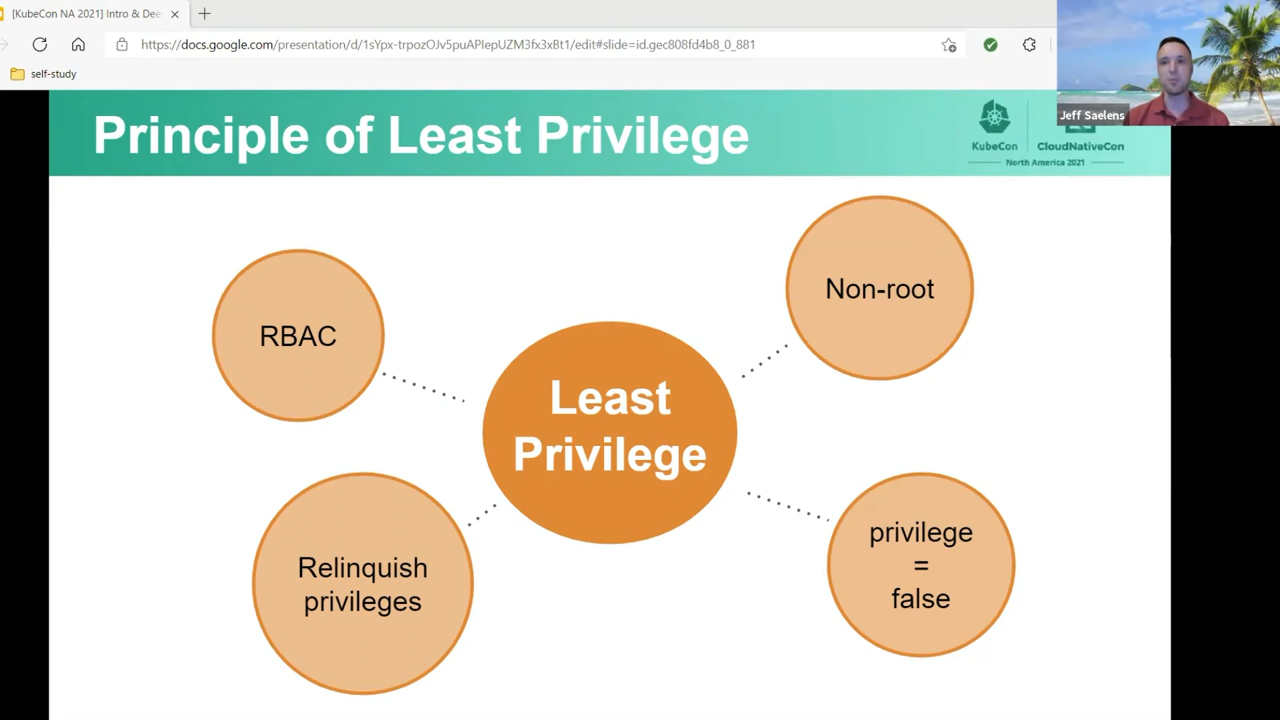 [KubeCon NA 2021] Intro & Dee
https://docs.google.com/presentation/d/1sYpx-trpozOJv5puAPIepUZM3fx3xBt1/edit#slide=id.gec808fd4b8_0_881
self-study
Jeff Saelens
Principle of Least Privilege
KubeCon
CloudNativeCon
North America 2021
Non-root
RBAC
Least
Privilege
privilege
=
false
Relinquish
privileges